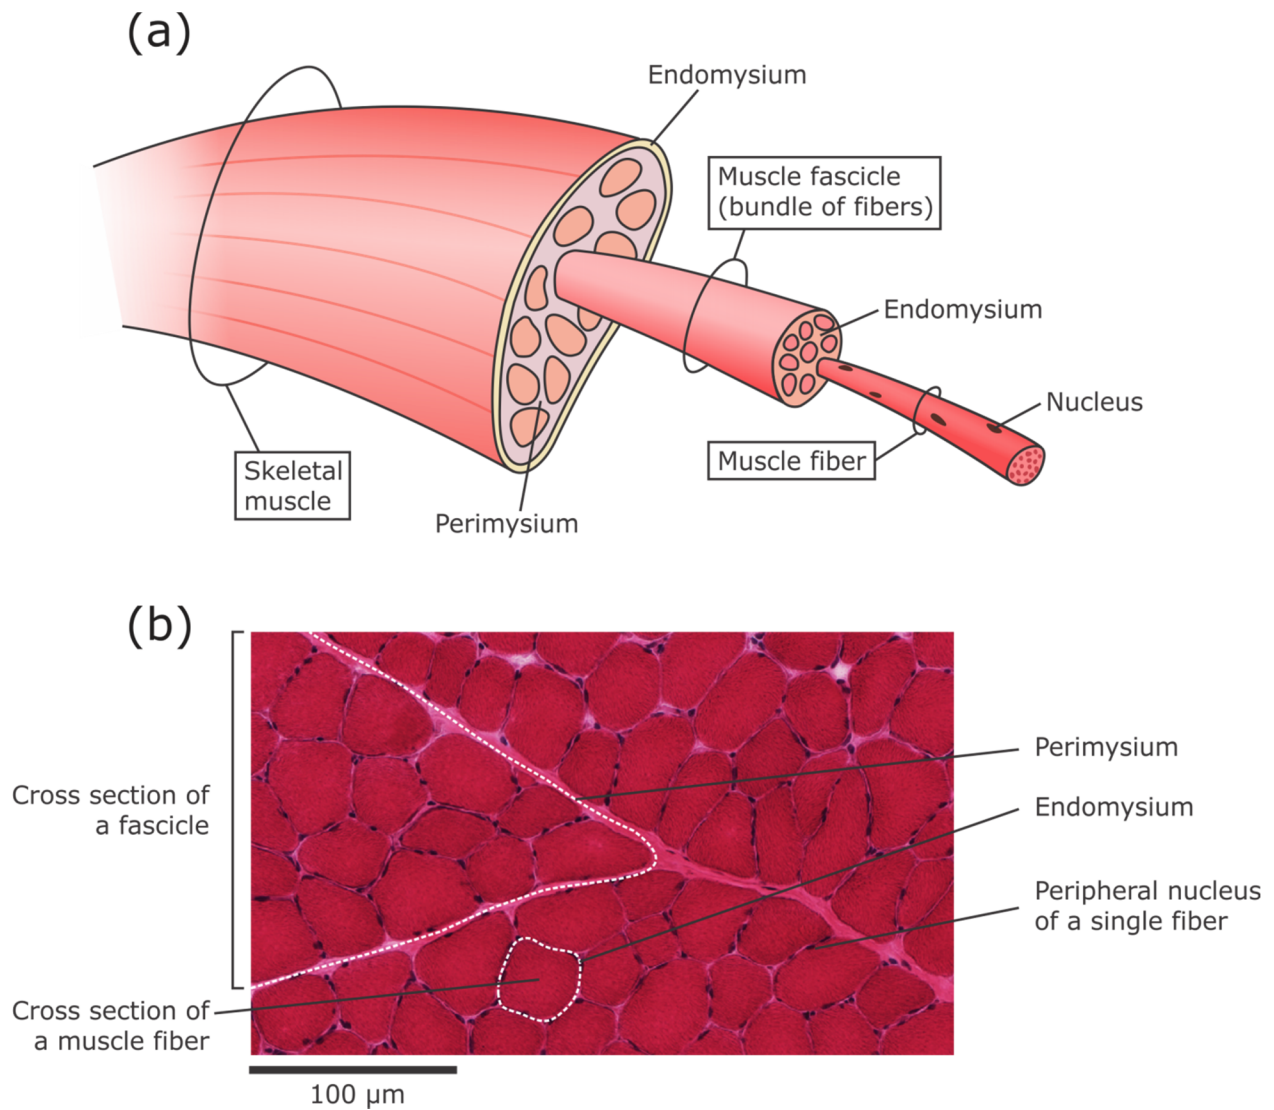 (a)
Endomysium
Muscle fascicle
(bundle of fibers)
Endomysium
Nucleus
Muscle fiber
Skeletal
muscle
Perimysium
(b)
Perimysium
Endomysium
Cross section of
a fascicle
Peripheral nucleus
of a single fiber
Cross section of
a muscle fiber
100 µm